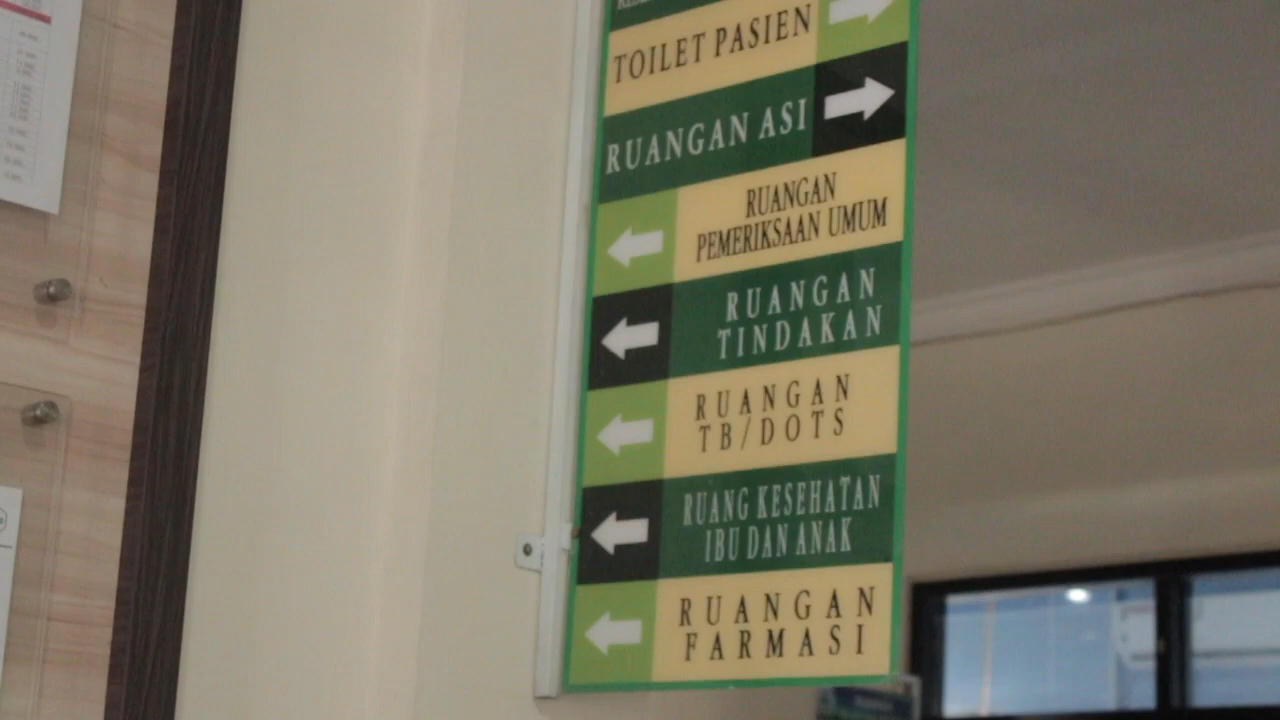 TOILET PASIEN
RUANGAN ASI
RUANGAN
PEMERIKSAAN UMUM
RUANGAN
TINDAKAN
RUANGAN
TB/DOTS
RUANG KESEHATAN
IBU DAN ANAK
RUANGAN
FARMASI